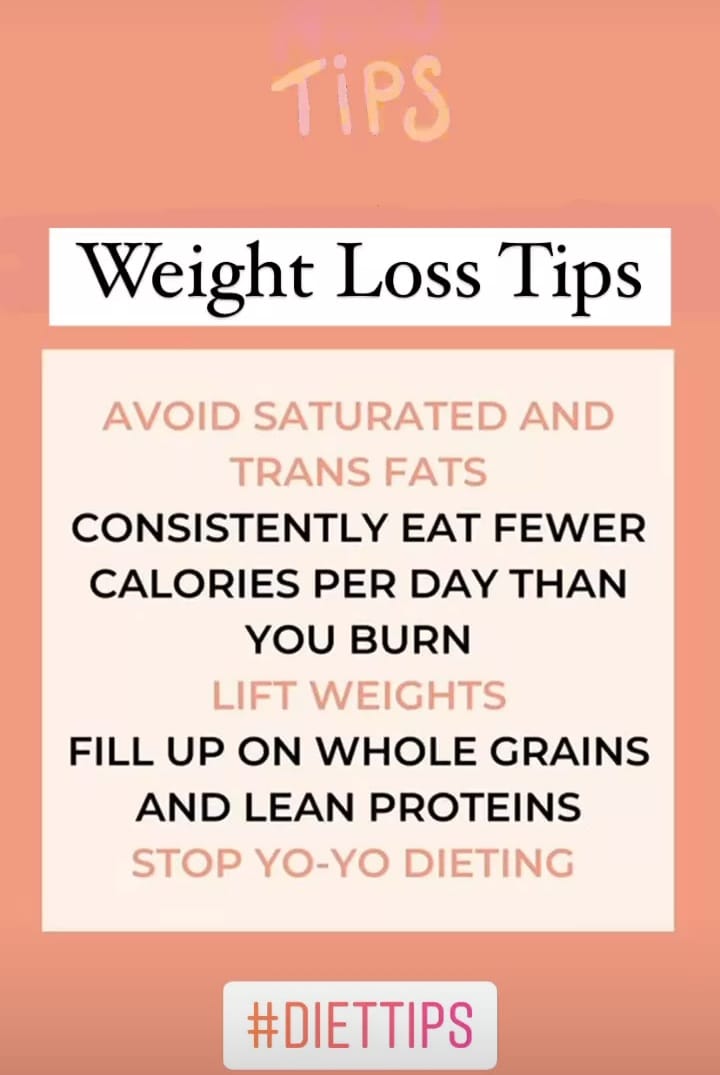 TIPS
Weight Loss Tips
AVOID SATURATED AND
TRANS FATS
CONSISTENTLY EAT FEWER
CALORIES PER DAY THAN
YOU BURN
LIFT WEIGHTS
FILL UP ON WHOLE GRAINS
AND LEAN PROTEINS
STOP YO-YO DIETING
#DIETTIPS